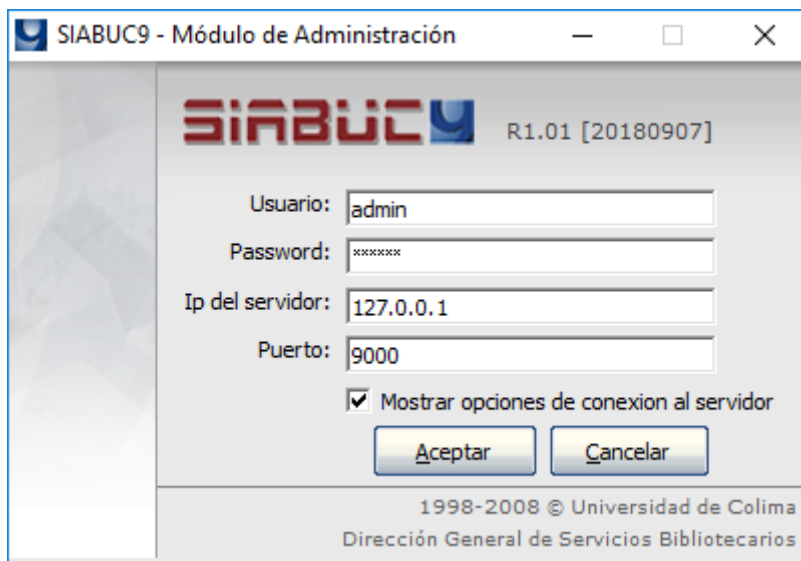 SIABUC9 - Módulo de Administración
SIABUC9 R1.01 [20180907]
Usuario: admin
Password: ******
Ip del servidor: 127.0.0.1
Puerto: 9000
Mostrar opciones de conexion al servidor
Aceptar Cancelar
1998-2008 © Universidad de Colima
Dirección General de Servicios Bibliotecarios